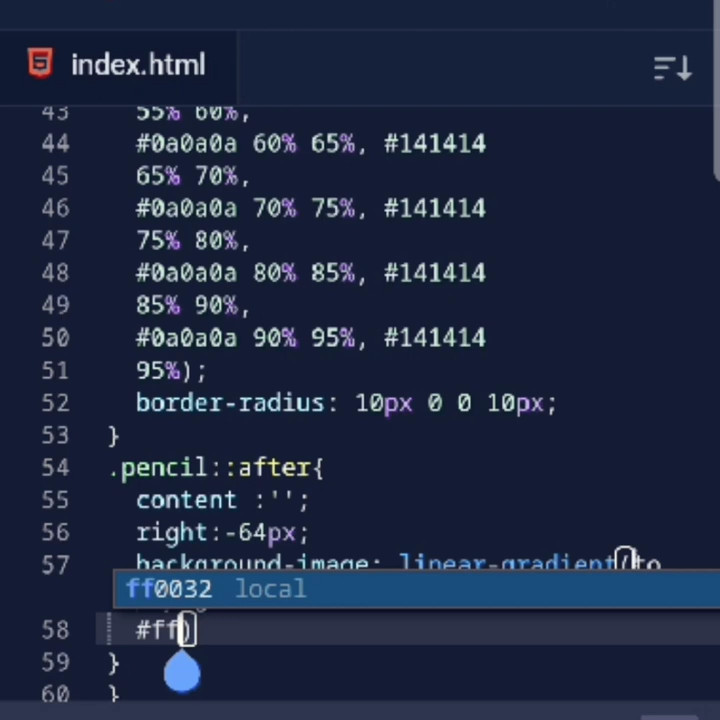 index.html
43 55% 60%,
44 #0a0a0a 60% 65%, #141414
45 65% 70%,
46 #0a0a0a 70% 75%, #141414
47 75% 80%,
48 #0a0a0a 80% 85%, #141414
49 85% 90%,
50 #0a0a0a 90% 95%, #141414
51 95%);
52 border-radius: 10px 0 0 10px;
53 }
54 .pencil::after{
55 content :'';
56 right:-64px;
57 background-image: linear-gradient(to
ff0032 local
58 #ff)
59 }
60 }